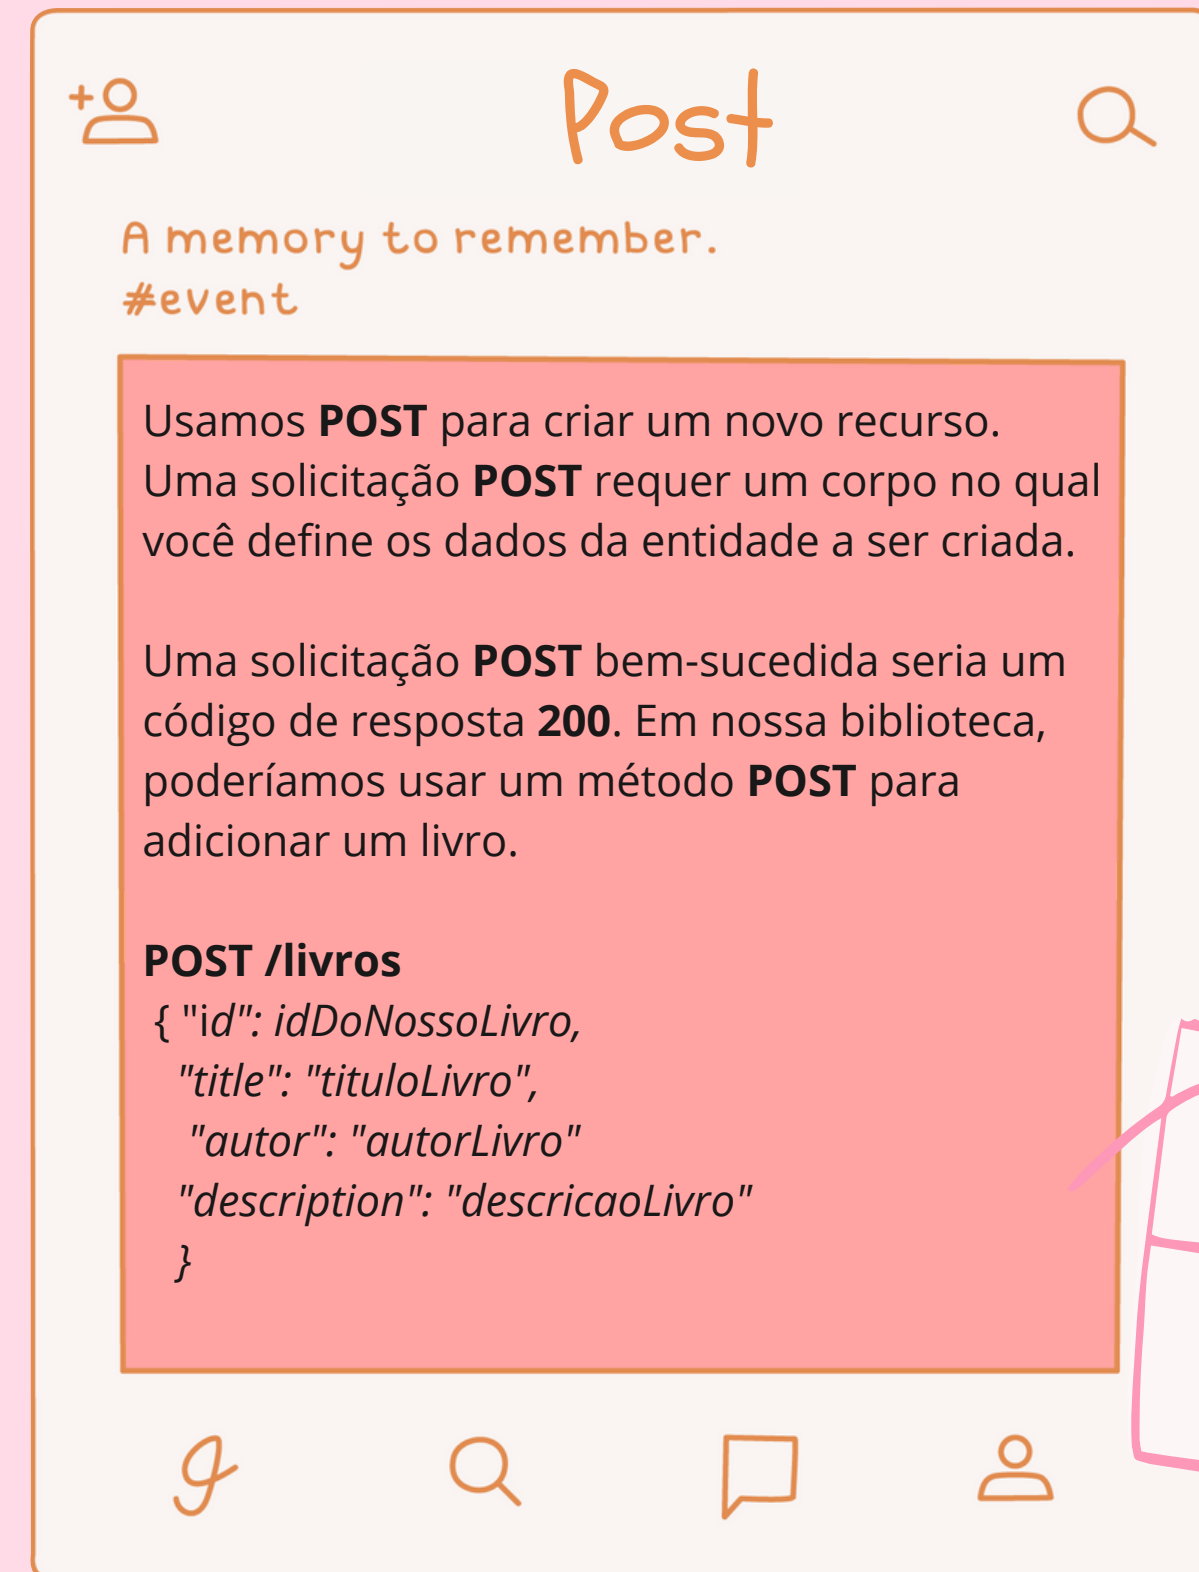 Post
A memory to remember.
#event
Usamos POST para criar um novo recurso.
Uma solicitação POST requer um corpo no qual
você define os dados da entidade a ser criada.
Uma solicitação POST bem-sucedida seria um
código de resposta 200. Em nossa biblioteca,
poderíamos usar um método POST para
adicionar um livro.
POST /livros
{ "id": idDoNossoLivro,
"title": "tituloLivro",
"autor": "autorLivro"
"description": "descricaoLivro"
}